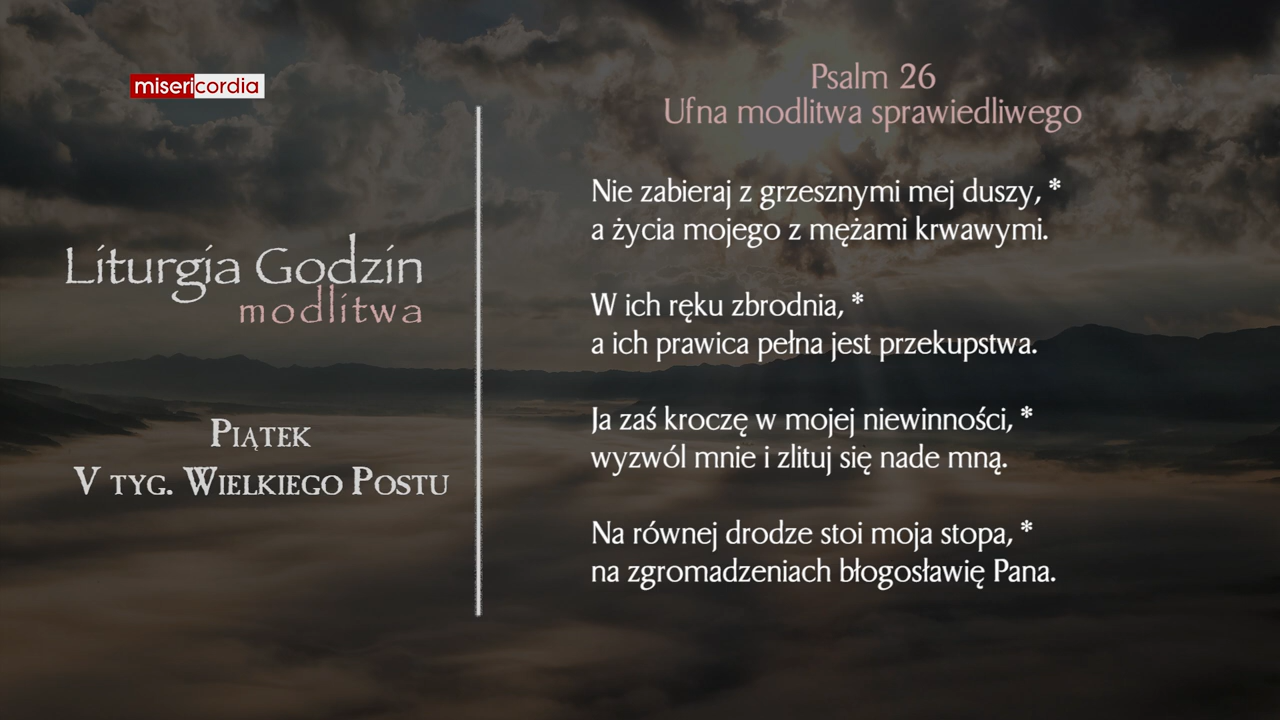 misericordia
Liturgia Godzin
modlitwa
Piątek
V tyg. Wielkiego Postu
Psalm 26
Ufna modlitwa sprawiedliwego
Nie zabieraj z grzesznymi mej duszy, *
a życia mojego z mężami krwawymi.
W ich ręku zbrodnia, *
a ich prawica pełna jest przekupstwa.
Ja zaś kroczę w mojej niewinności, *
wyzwól mnie i zlituj się nade mną.
Na równej drodze stoi moja stopa, *
na zgromadzeniach błogosławię Pana.